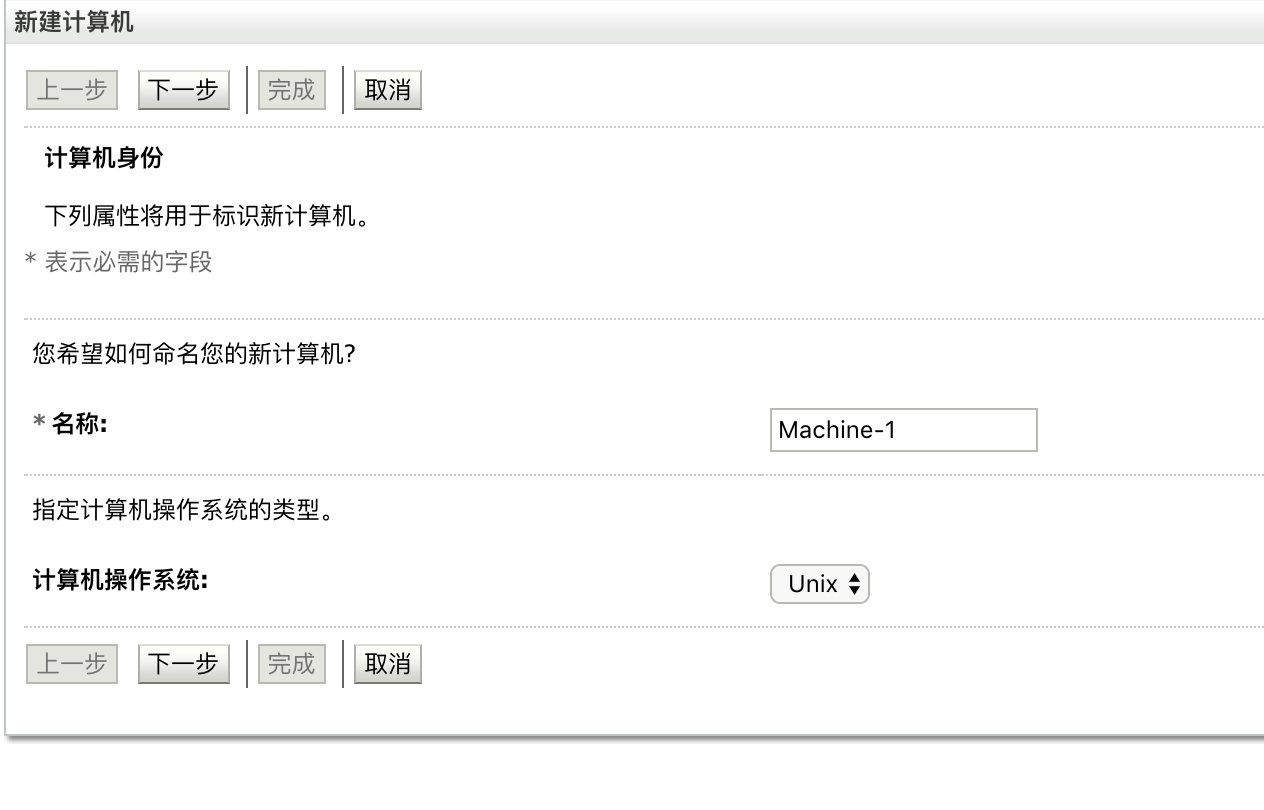 新建计算机
上一步 下一步 完成 取消
计算机身份
下列属性将用于标识新计算机。
* 表示必需的字段
您希望如何命名您的新计算机?
* 名称: Machine-1
指定计算机操作系统的类型。
计算机操作系统: Unix
上一步 下一步 完成 取消